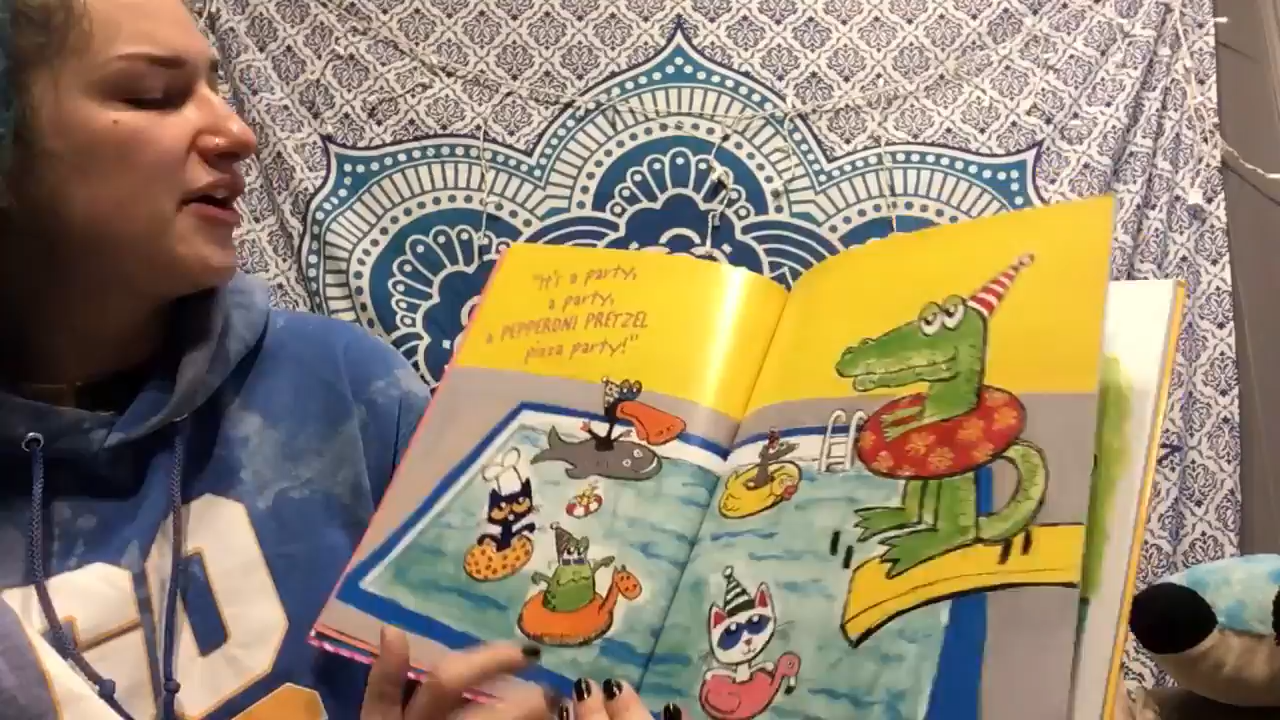 "It's a party,
a party,
a PEPPERONI PRETZEL
pizza party!"